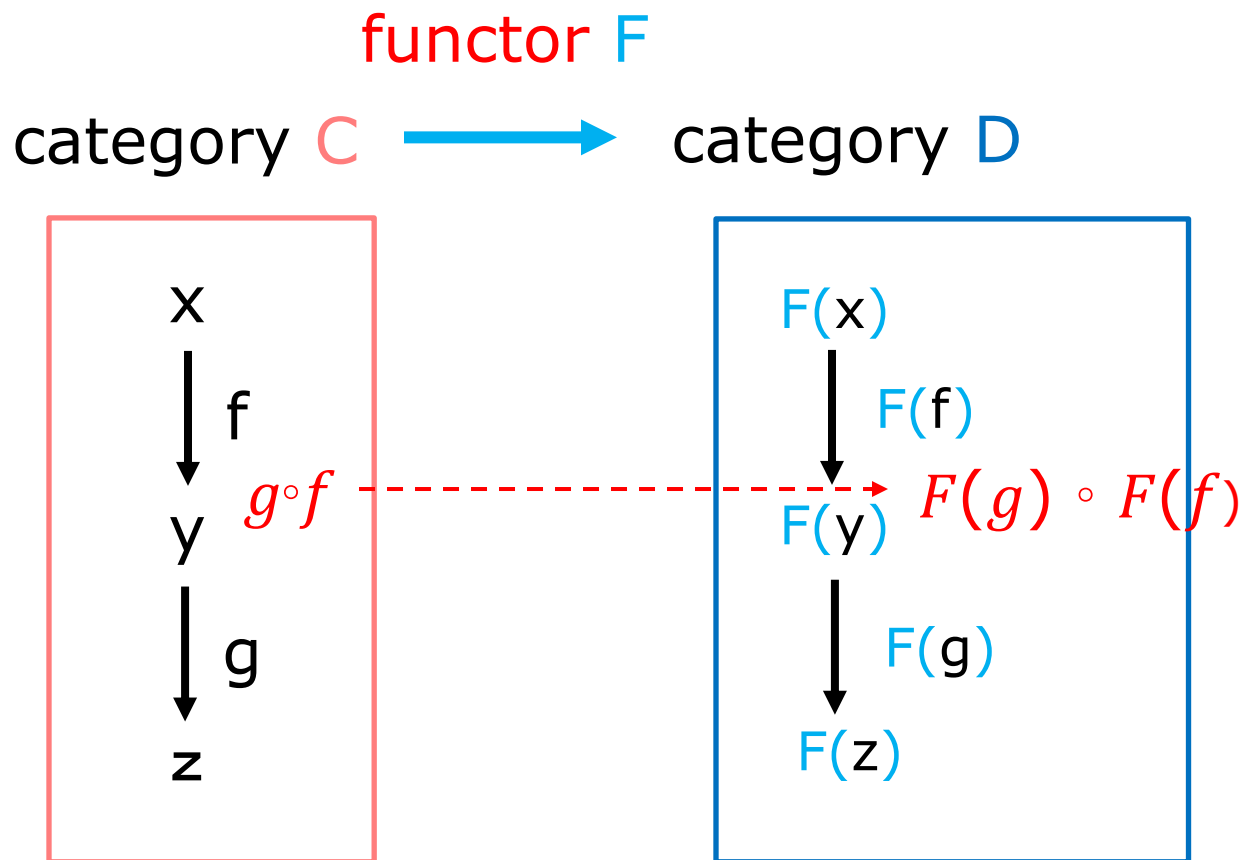 functor F
category C
category D
x
f
g∘f
y
g
z
F(x)
F(f)
F(g) ∘ F(f)
F(y)
F(g)
F(z)